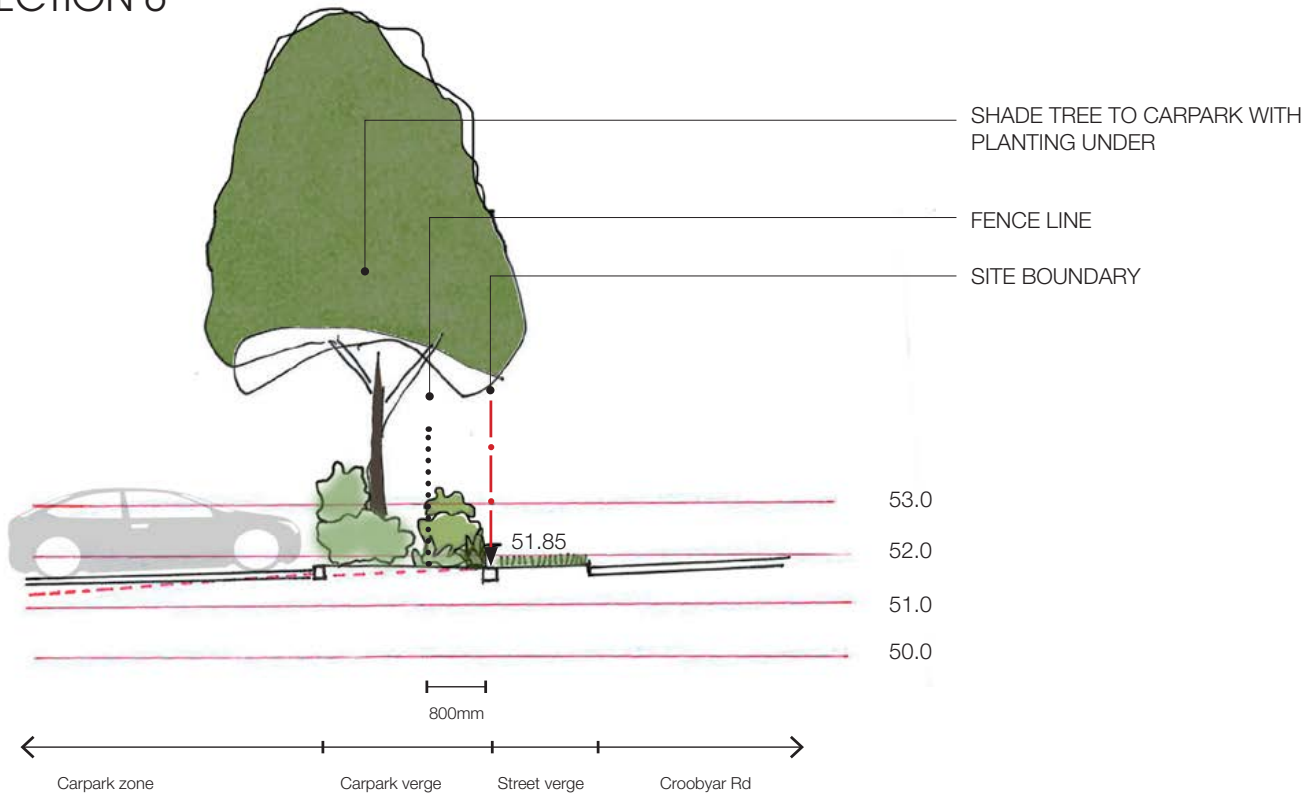 SHADE TREE TO CARPARK WITH
PLANTING UNDER
FENCE LINE
SITE BOUNDARY
53.0
51.85
52.0
51.0
50.0
800mm
Carpark zone
Carpark verge
Street verge
Croobyar Rd